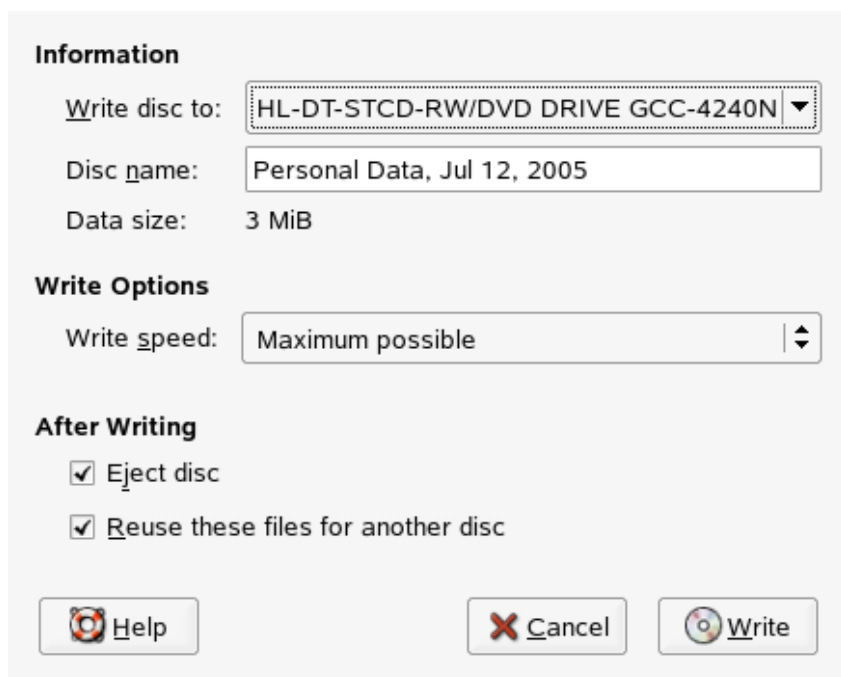 Information
Write disc to: HL-DT-STCD-RW/DVD DRIVE GCC-4240N
Disc name: Personal Data, Jul 12, 2005
Data size: 3 MiB
Write Options
Write speed: Maximum possible
After Writing
Eject disc
Reuse these files for another disc
Help Cancel Write